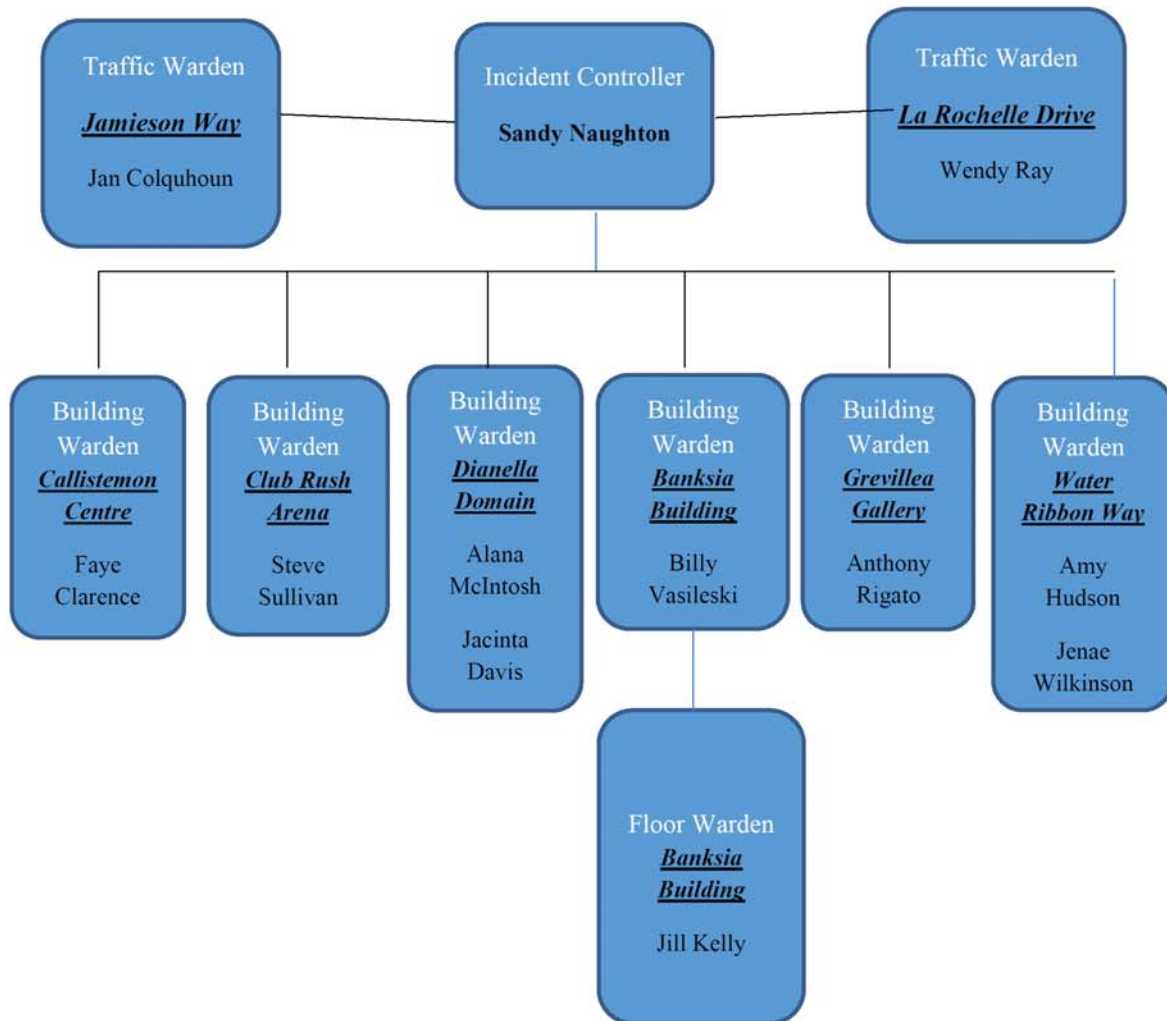 Traffic Warden
Jamieson Way
Jan Colquhoun
Incident Controller
Sandy Naughton
Traffic Warden
La Rochelle Drive
Wendy Ray
Building
Warden
Callistemon
Centre
Faye
Clarence
Building
Warden
Club Rush
Arena
Steve
Sullivan
Building
Warden
Dianella
Domain
Alana
McIntosh
Jacinta
Davis
Building
Warden
Banksia
Building
Billy
Vasileski
Building
Warden
Grevillea
Gallery
Anthony
Rigato
Building
Warden
Water
Ribbon Way
Amy
Hudson
Jenae
Wilkinson
Floor Warden
Banksia
Building
Jill Kelly